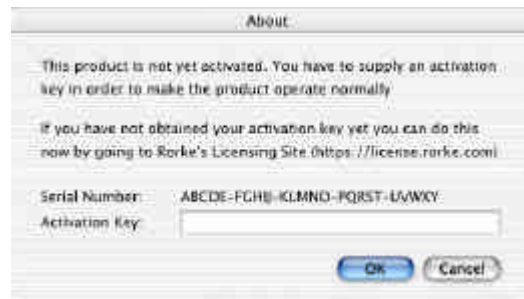 About
This product is not yet activated. You have to supply an activation
key in order to make the product operate normally
If you have not obtained your activation key yet you can do this
now by going to Rorke's Licensing Site (https://license.rorke.com)
Serial Number: ABCDE-FGHIJ-KLMNO-PQRST-UVWXY
Activation Key:
OK Cancel